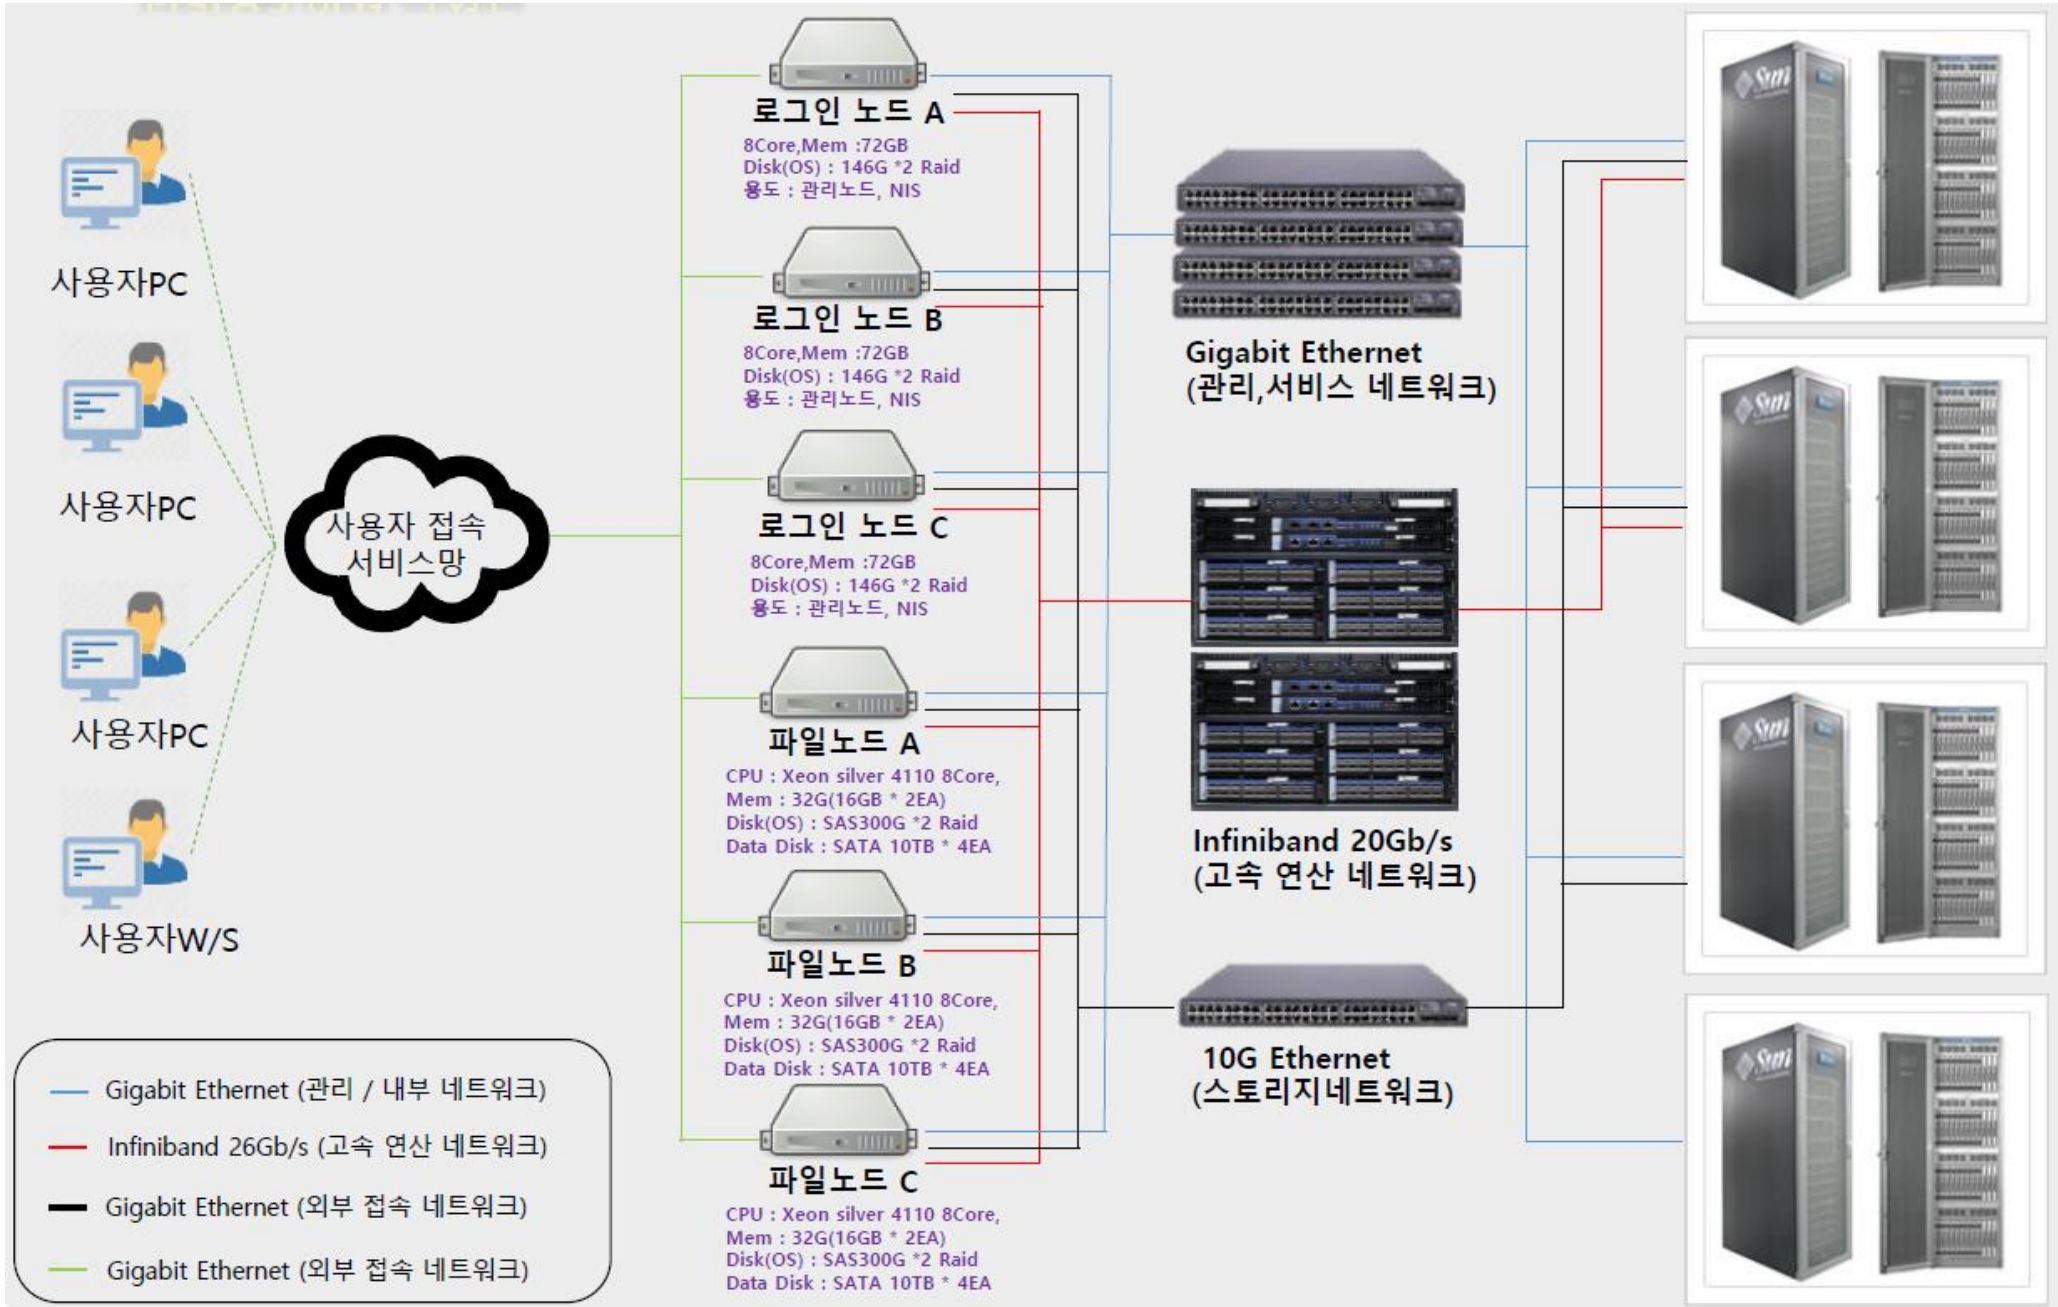 사용자PC
사용자PC
사용자PC
사용자W/S
사용자 접속
서비스망
로그인 노드 A
8Core,Mem :72GB
Disk(OS) : 146G *2 Raid
용도 : 관리노드, NIS
로그인 노드 B
8Core,Mem :72GB
Disk(OS) : 146G *2 Raid
용도 : 관리노드, NIS
로그인 노드 C
8Core,Mem :72GB
Disk(OS) : 146G *2 Raid
용도 : 관리노드, NIS
파일노드 A
CPU : Xeon silver 4110 8Core,
Mem : 32G(16GB * 2EA)
Disk(OS) : SAS300G *2 Raid
Data Disk : SATA 10TB * 4EA
파일노드 B
CPU : Xeon silver 4110 8Core,
Mem : 32G(16GB * 2EA)
Disk(OS) : SAS300G *2 Raid
Data Disk : SATA 10TB * 4EA
파일노드 C
CPU : Xeon silver 4110 8Core,
Mem : 32G(16GB * 2EA)
Disk(OS) : SAS300G *2 Raid
Data Disk : SATA 10TB * 4EA
Gigabit Ethernet
(관리,서비스 네트워크)
Infiniband 20Gb/s
(고속 연산 네트워크)
10G Ethernet
(스토리지네트워크)
Sun
Sun
Sun
Sun
Gigabit Ethernet (관리 / 내부 네트워크)
Infiniband 26Gb/s (고속 연산 네트워크)
Gigabit Ethernet (외부 접속 네트워크)
Gigabit Ethernet (외부 접속 네트워크)